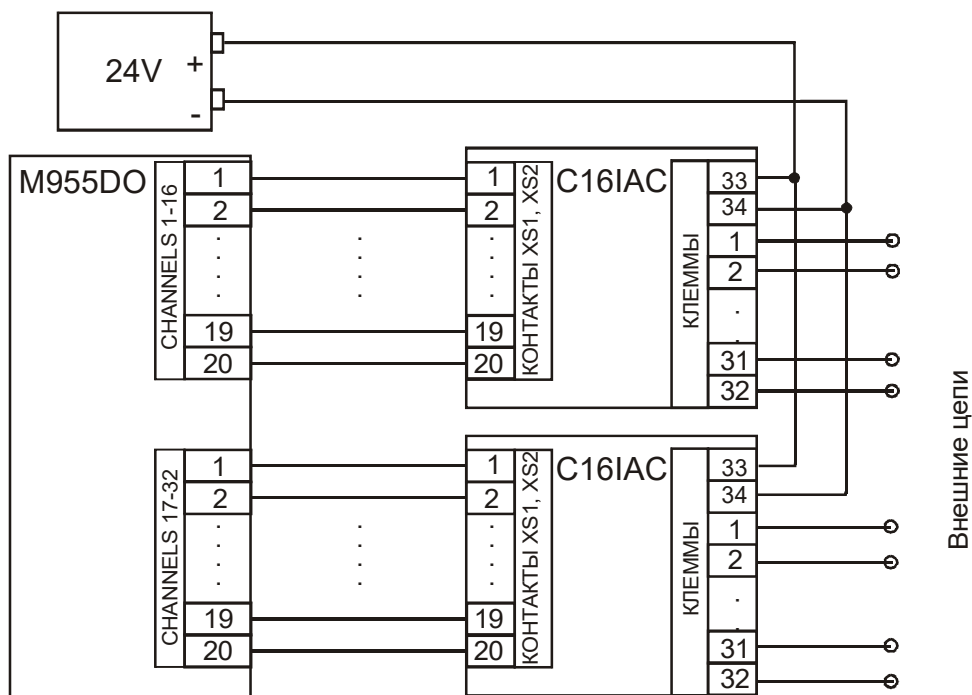 24V
+
-
M955DO
CHANNELS 1-16
1
2
19
20
1
2
19
20
КОНТАКТЫ XS1, XS2
C16IAC
КЛЕММЫ
33
34
1
2
31
32
CHANNELS 17-32
1
2
19
20
1
2
19
20
КОНТАКТЫ XS1, XS2
C16IAC
КЛЕММЫ
33
34
1
2
31
32
Внешние цепи